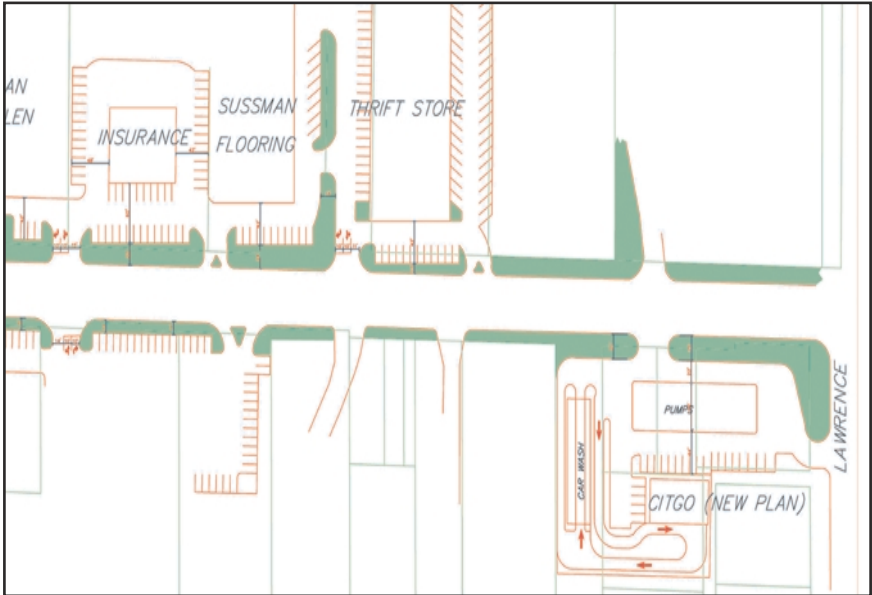 AN
LEN
INSURANCE
SUSSMAN
FLOORING
THRIFT STORE
PUMPS
CAR WASH
CITGO (NEW PLAN)
LAWRENCE